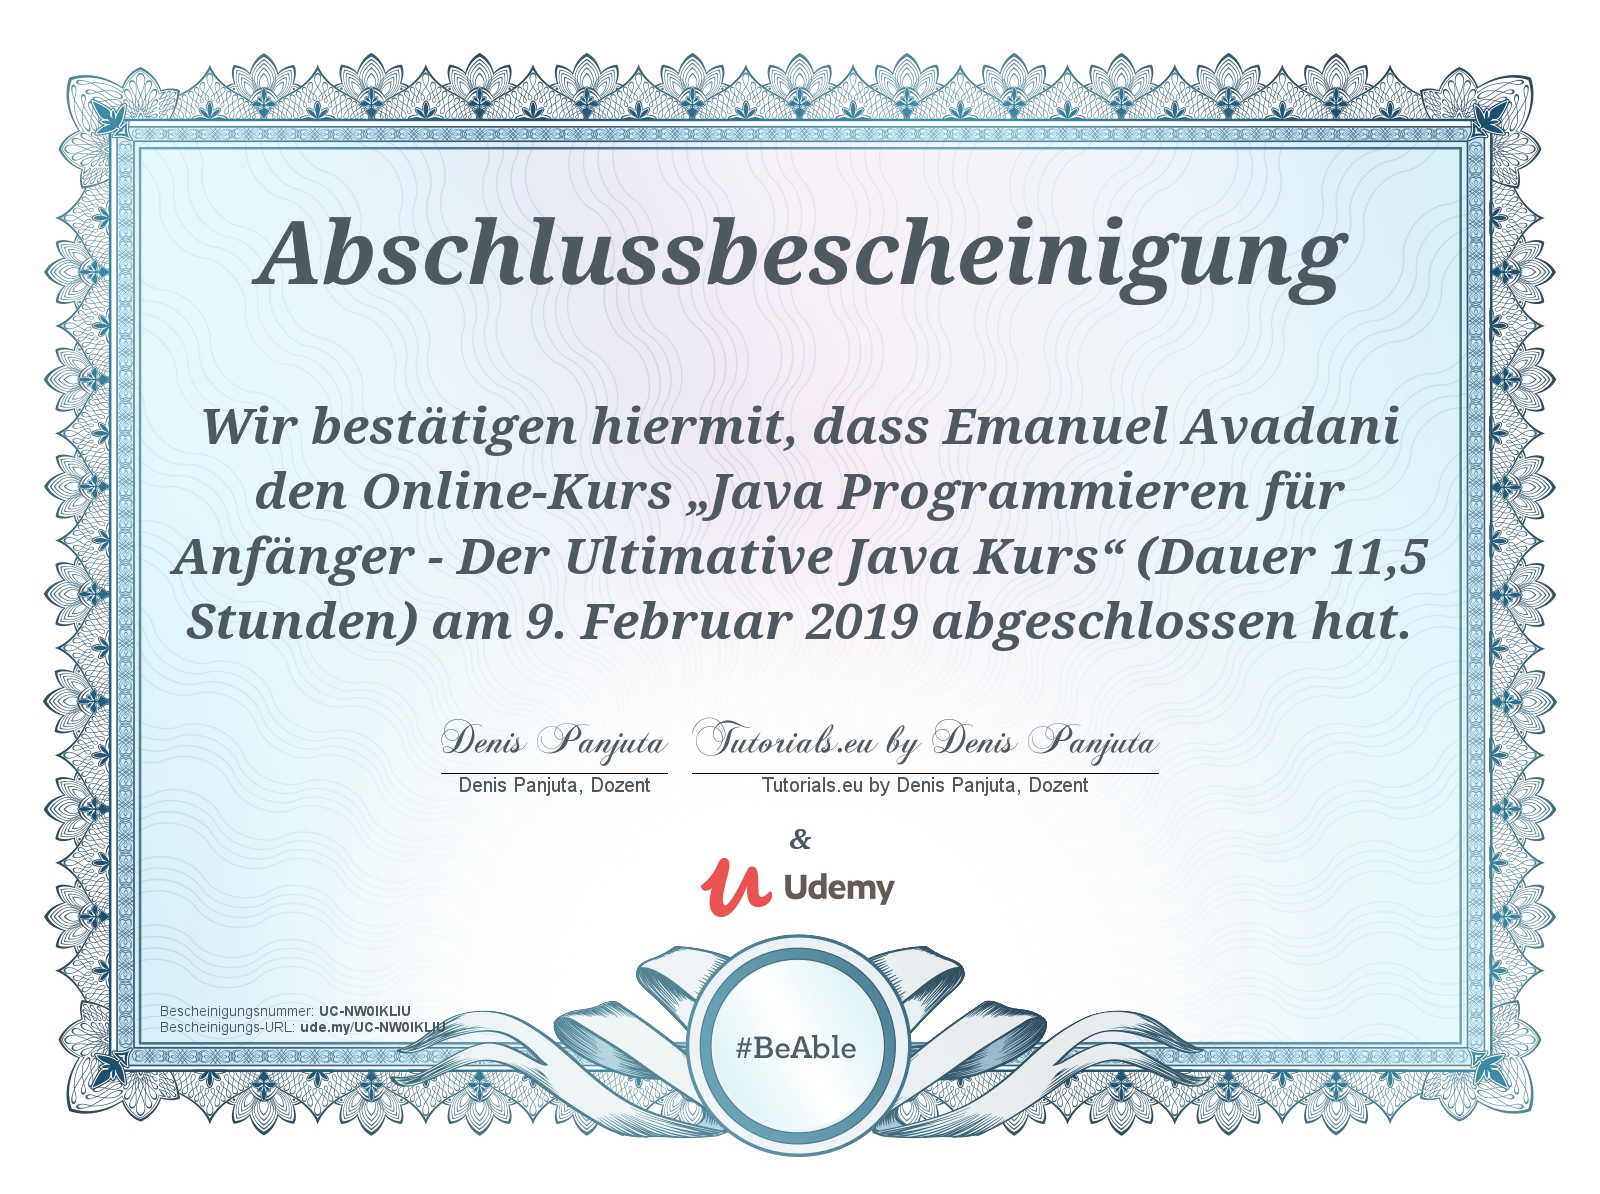 Abschlussbescheinigung
Wir bestätigen hiermit, dass Emanuel Avadani
den Online-Kurs „Java Programmieren für
Anfänger - Der Ultimative Java Kurs“ (Dauer 11,5
Stunden) am 9. Februar 2019 abgeschlossen hat.
Denis Panjuta Tutorials.eu by Denis Panjuta
Denis Panjuta, Dozent Tutorials.eu by Denis Panjuta, Dozent
&
Udemy
Bescheinigungsnummer: UC-NW0IKLIU
Bescheinigungs-URL: ude.my/UC-NW0IKLIU
#BeAble